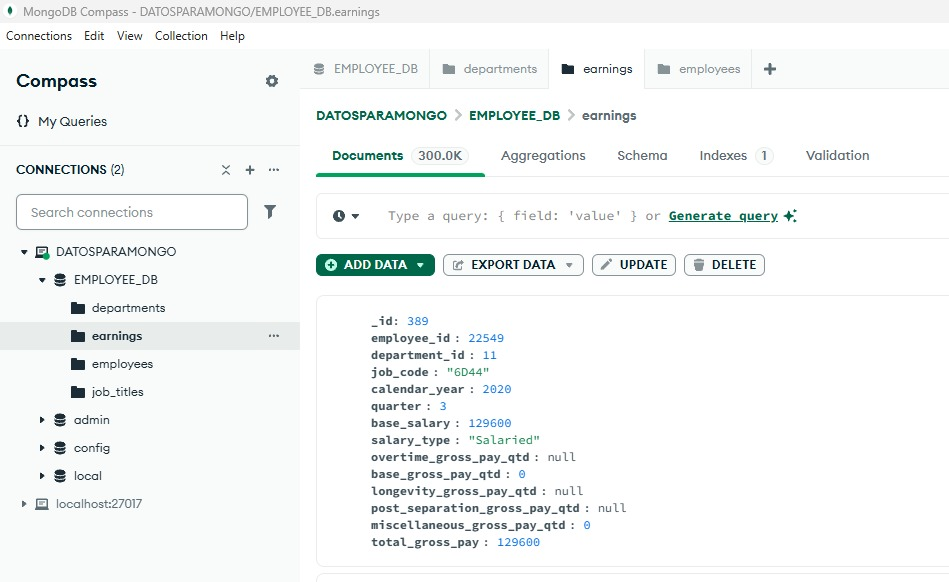 MongoDB Compass - DATOSPARAMONGO/EMPLOYEE_DB.earnings
Connections Edit View Collection Help
Compass
{} My Queries
CONNECTIONS (2)
Search connections
DATOSPARAMONGO
EMPLOYEE_DB
departments
earnings
employees
job_titles
admin
config
local
localhost:27017
EMPLOYEE_DB departments earnings employees
DATOSPARAMONGO > EMPLOYEE_DB > earnings
Documents 300.0K Aggregations Schema Indexes 1 Validation
Type a query: { field: 'value' } or Generate query
ADD DATA EXPORT DATA UPDATE DELETE
_id: 389
employee_id : 22549
department_id : 11
job_code : "6D44"
calendar_year : 2020
quarter : 3
base_salary : 129600
salary_type : "Salaried"
overtime_gross_pay_qtd : null
base_gross_pay_qtd : 0
longevity_gross_pay_qtd : null
post_separation_gross_pay_qtd : null
miscellaneous_gross_pay_qtd : 0
total_gross_pay : 129600